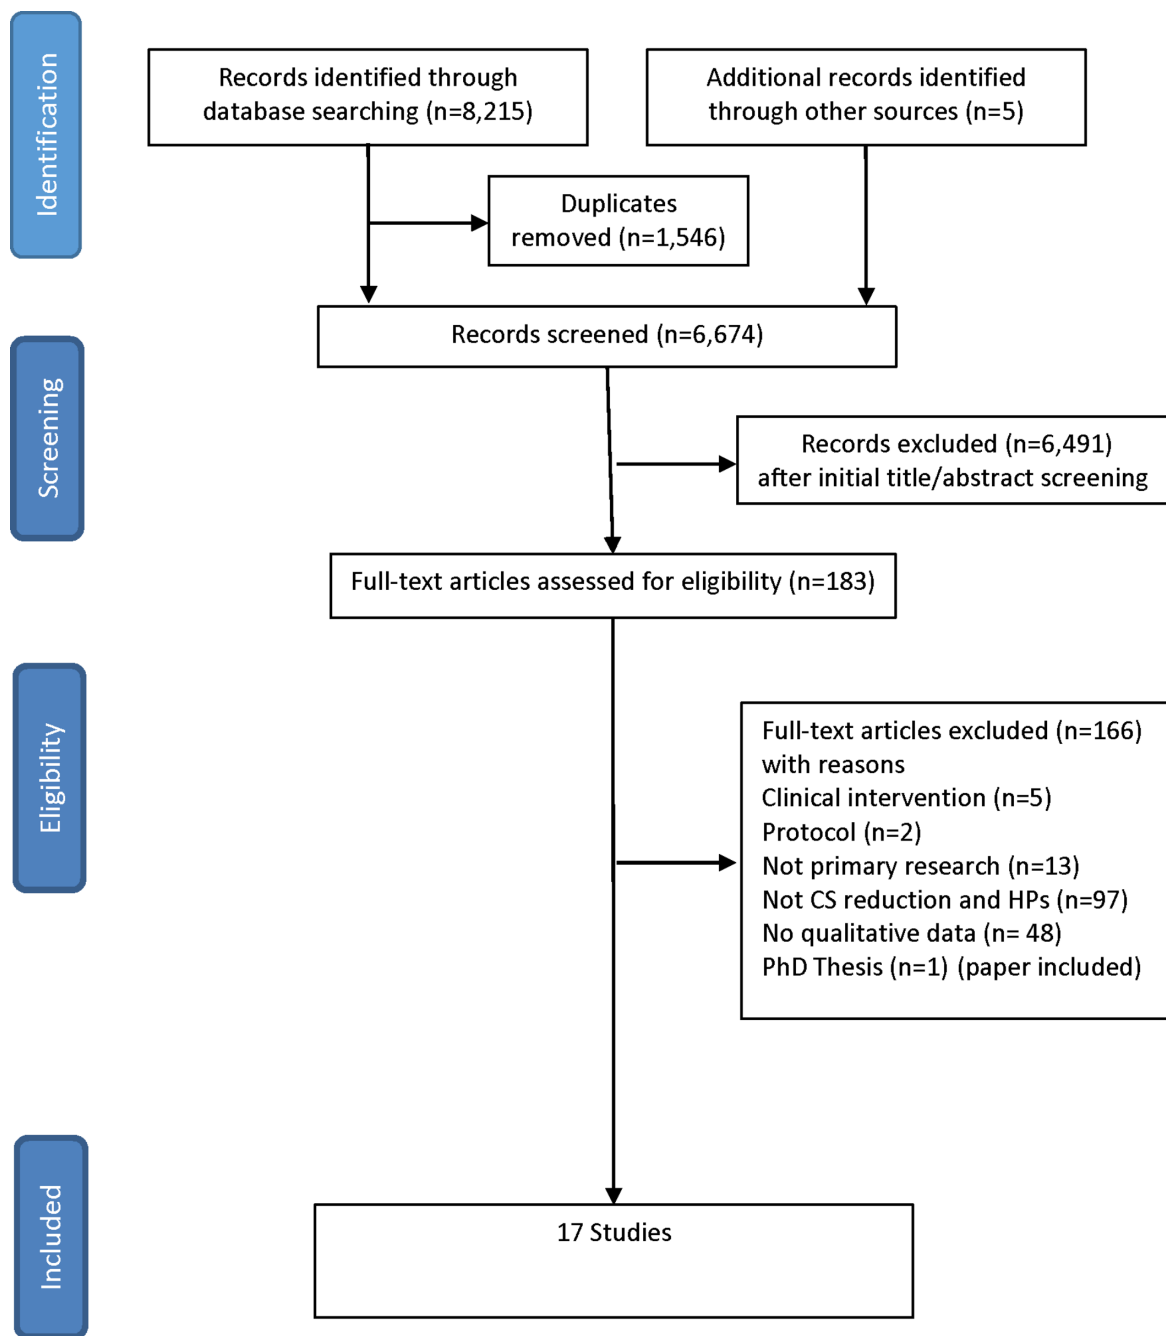 Identification
Records identified through
database searching (n=8,215)
Additional records identified
through other sources (n=5)
Duplicates
removed (n=1,546)
Screening
Records screened (n=6,674)
Records excluded (n=6,491)
after initial title/abstract screening
Full-text articles assessed for eligibility (n=183)
Eligibility
Full-text articles excluded (n=166)
with reasons
Clinical intervention (n=5)
Protocol (n=2)
Not primary research (n=13)
Not CS reduction and HPs (n=97)
No qualitative data (n= 48)
PhD Thesis (n=1) (paper included)
Included
17 Studies